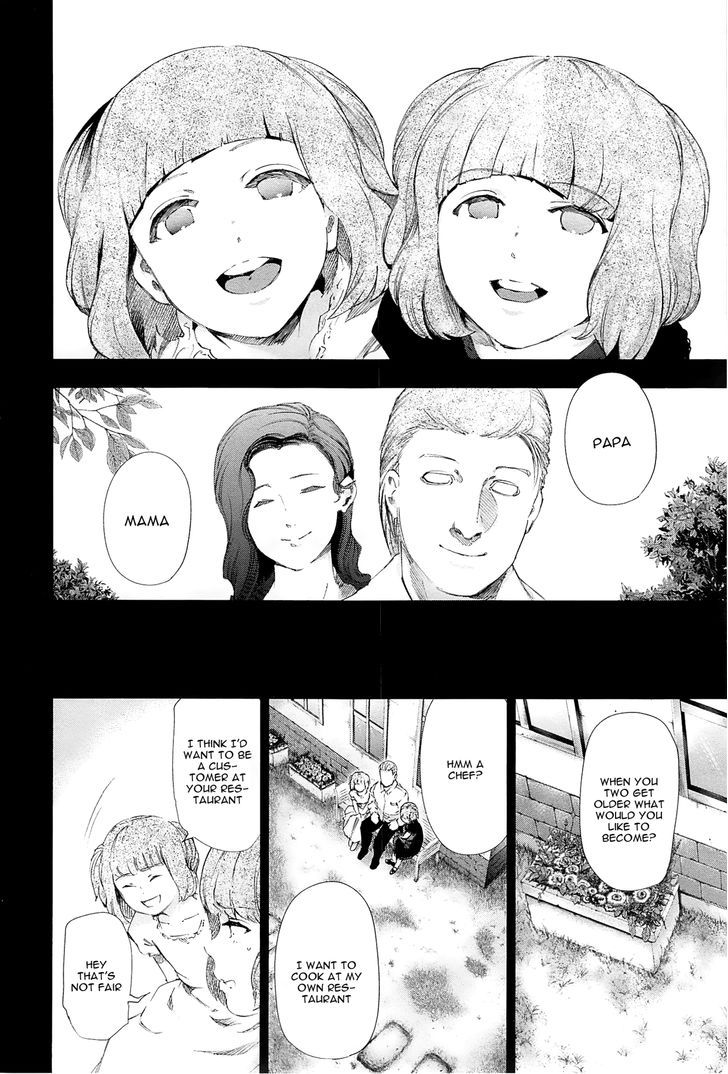 PAPA
MAMA
WHEN YOU
TWO GET
OLDER WHAT
WOULD YOU
LIKE TO
BECOME?
HMM A
CHEF?
I WANT TO
COOK AT MY
OWN RES-
TAURANT
I THINK I'D
WANT TO BE
A CUS-
TOMER AT
YOUR RES-
TAURANT
HEY
THAT'S
NOT FAIR